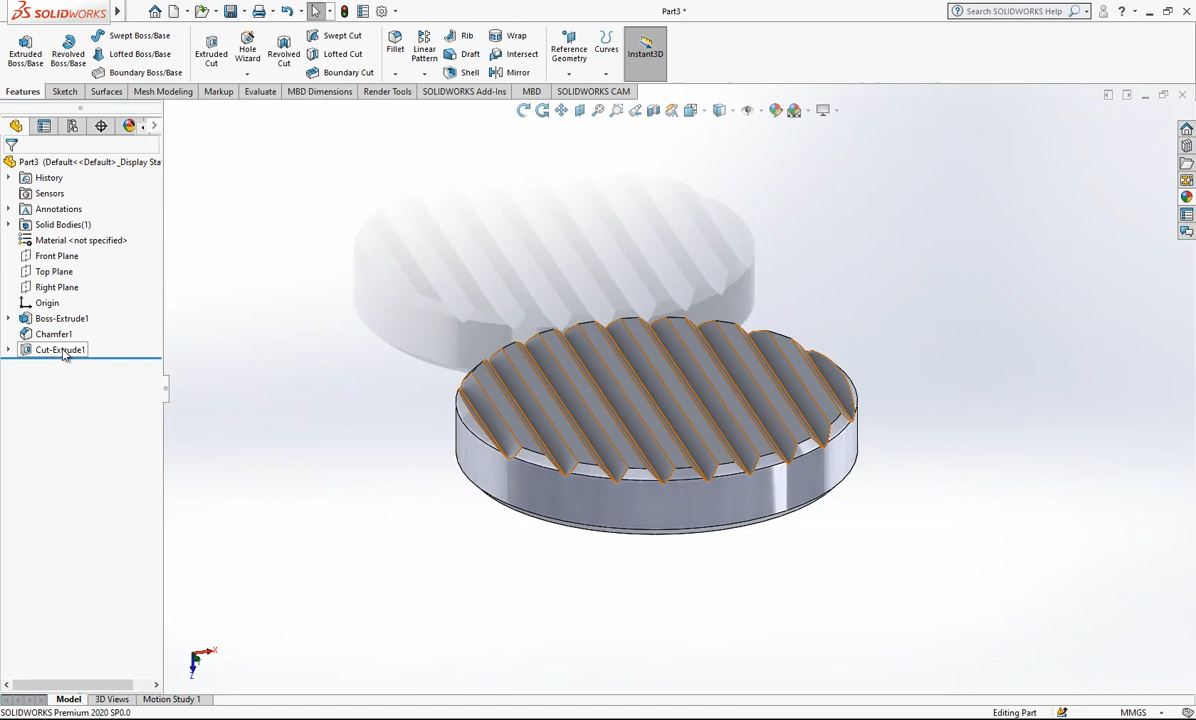 SOLIDWORKS
Part3 *
Search SOLIDWORKS Help
?
Extruded
Boss/Base
Revolved
Boss/Base
Swept Boss/Base
Lofted Boss/Base
Boundary Boss/Base
Extruded
Cut
Hole
Wizard
Revolved
Cut
Swept Cut
Lofted Cut
Boundary Cut
Fillet
Linear
Pattern
Rib
Draft
Shell
Wrap
Intersect
Mirror
Reference
Geometry
Curves
Instant3D
Features
Sketch
Surfaces
Mesh Modeling
Markup
Evaluate
MBD Dimensions
Render Tools
SOLIDWORKS Add-Ins
MBD
SOLIDWORKS CAM
Part3 (Default<<Default>_Display Sta
History
Sensors
Annotations
Solid Bodies(1)
Material <not specified>
Front Plane
Top Plane
Right Plane
Origin
Boss-Extrude1
Chamfer1
Cut-Extrude1
X
Z
Model
3D Views
Motion Study 1
SOLIDWORKS Premium 2020 SP0.0
Editing Part
MMGS